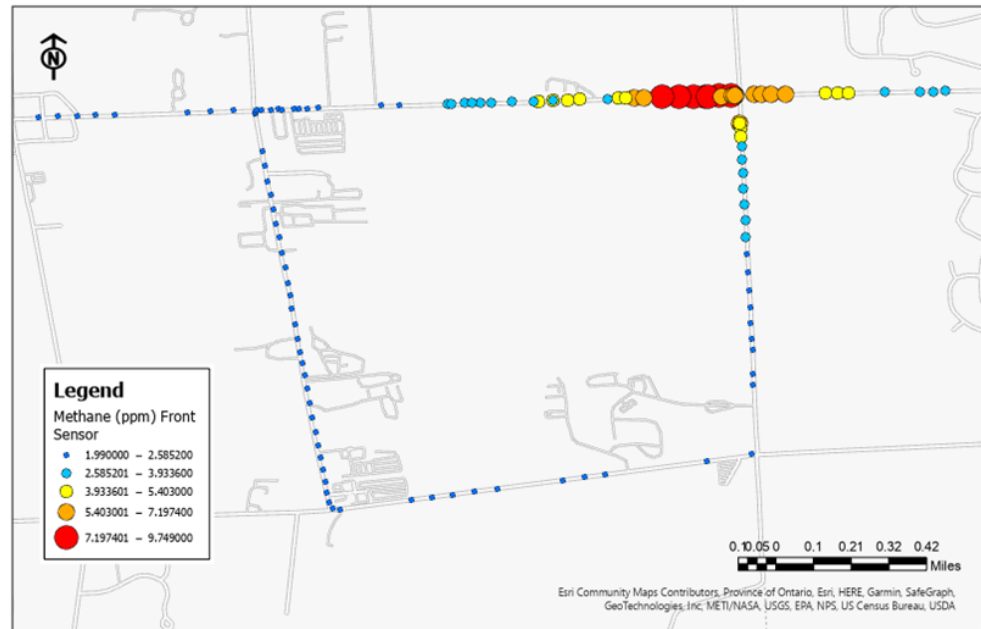 N
Legend
Methane (ppm) Front
Sensor
1.990000 – 2.585200
2.585201 – 3.933600
3.933601 – 5.403000
5.403001 – 7.197400
7.197401 – 9.749000
0.1 0.05 0 0.1 0.21 0.32 0.42
Miles
Esri Community Maps Contributors, Province of Ontario, Esri, HERE, Garmin, SafeGraph,
GeoTechnologies, Inc, METI/NASA, USGS, EPA, NPS, US Census Bureau, USDA